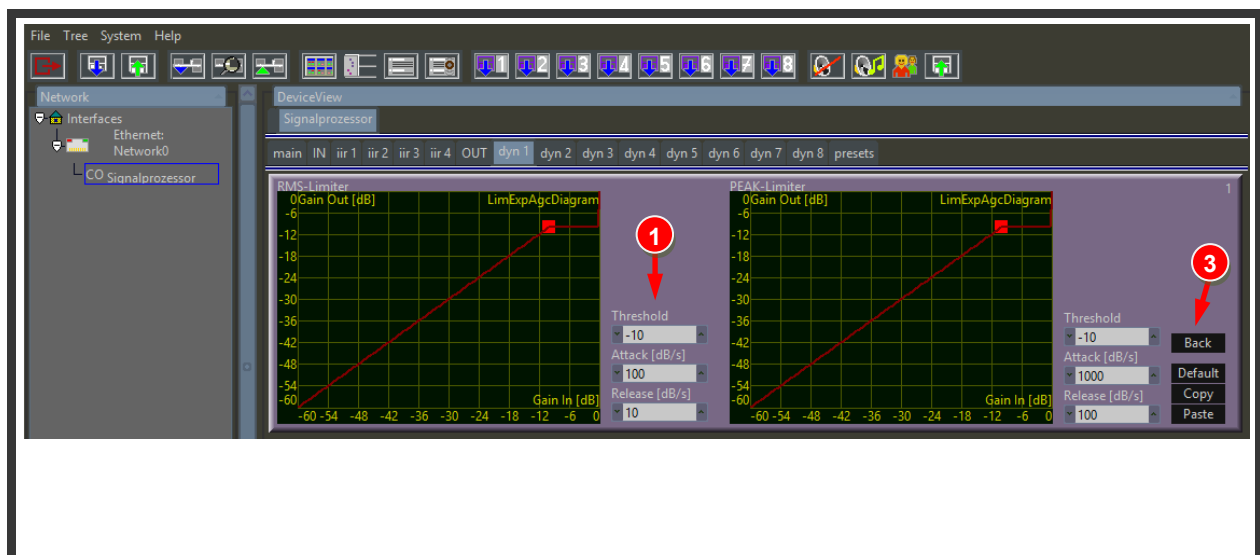 File Tree System Help
1 2 3 4 5 6 7 8
Network
Interfaces
Ethernet:
Network0
CO Signalprozessor
DeviceView
Signalprozessor
main IN iir 1 iir 2 iir 3 iir 4 OUT dyn 1 dyn 2 dyn 3 dyn 4 dyn 5 dyn 6 dyn 7 dyn 8 presets
RMS-Limiter
0 Gain Out [dB] LimExpAgcDiagram
-6
-12
-18
-24
-30
-36
-42
-48
-54
-60 Gain In [dB]
-60 -54 -48 -42 -36 -30 -24 -18 -12 -6 0
1
Threshold
-10
Attack [dB/s]
100
Release [dB/s]
10
PEAK-Limiter 1
0 Gain Out [dB] LimExpAgcDiagram
-6
-12
-18
-24
-30
-36
-42
-48
-54
-60 Gain In [dB]
-60 -54 -48 -42 -36 -30 -24 -18 -12 -6 0
Threshold
-10
Attack [dB/s]
1000
Release [dB/s]
100
3
Back
Default
Copy
Paste